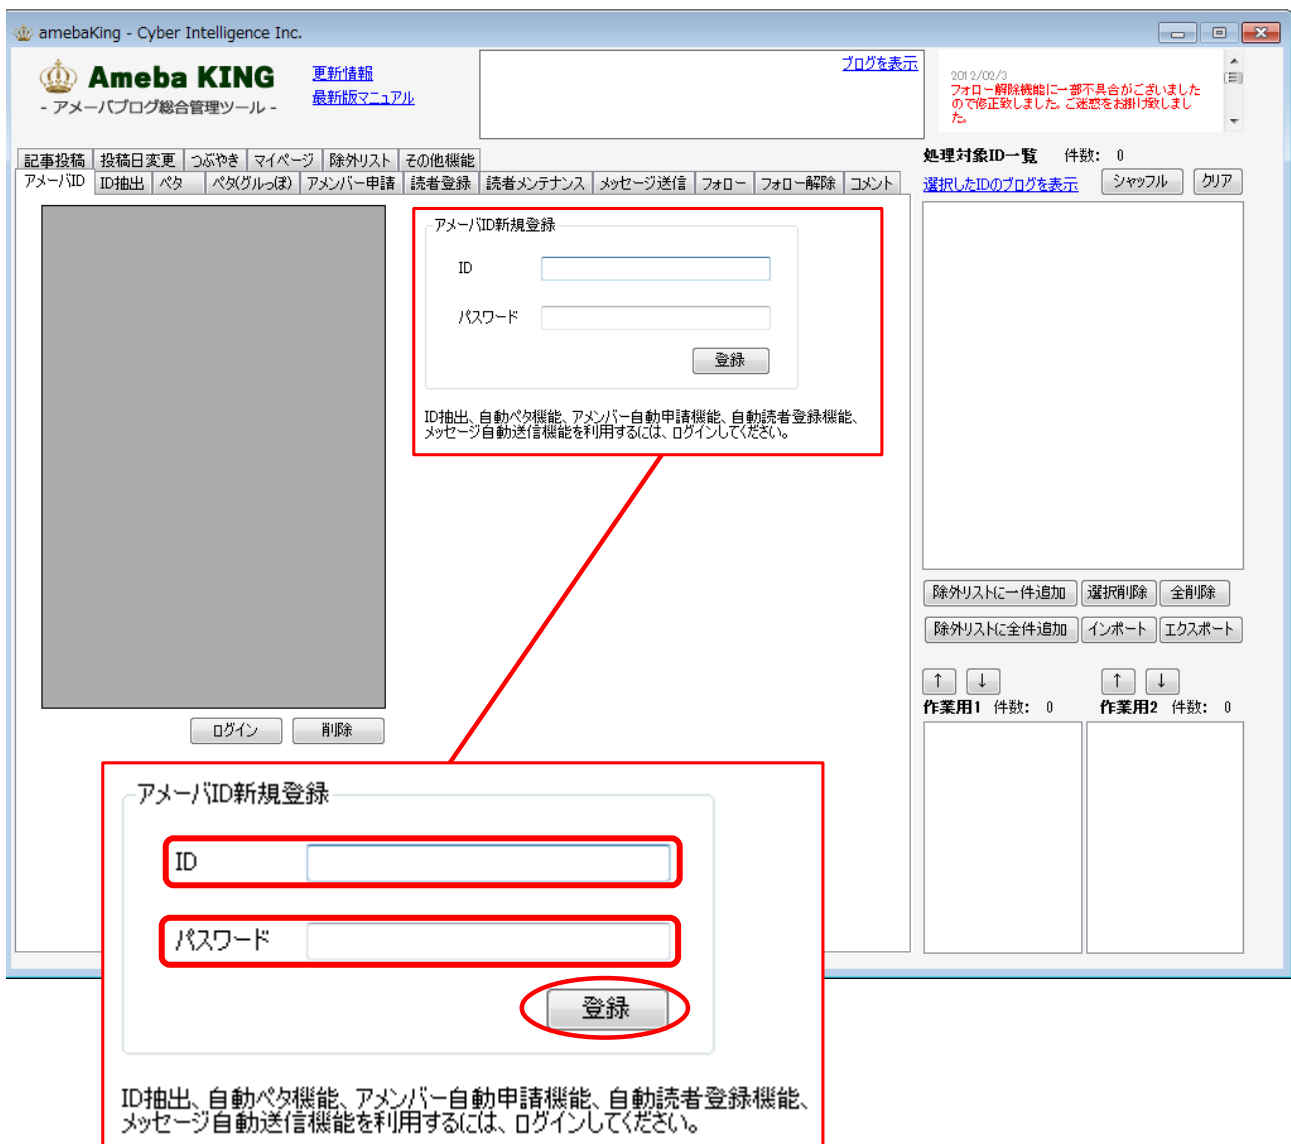 amebaKing - Cyber Intelligence Inc.
Ameba KING
- アメーバブログ総合管理ツール -
更新情報
最新版マニュアル
ブログを表示
2012/02/3
フォロー解除機能に一部不具合がございました
ので修正致しました。ご迷惑をお掛け致しまし
た。
記事投稿 投稿日変更 つぶやき マイページ 除外リスト その他機能
アメーバID ID抽出 ペタ ペタ(グルっぽ) アメンバー申請 読者登録 読者メンテナンス メッセージ送信 フォロー フォロー解除 コメント
処理対象ID一覧 件数: 0
選択したIDのブログを表示 シャッフル クリア
アメーバID新規登録
ID
パスワード
登録
ID抽出、自動ペタ機能、アメンバー自動申請機能、自動読者登録機能、
メッセージ自動送信機能を利用するには、ログインしてください。
除外リストに一件追加 選択削除 全削除
除外リストに全件追加 インポート エクスポート
↑ ↓ ↑ ↓
作業用1 件数: 0 作業用2 件数: 0
ログイン 削除
アメーバID新規登録
ID
パスワード
登録
ID抽出、自動ペタ機能、アメンバー自動申請機能、自動読者登録機能、
メッセージ自動送信機能を利用するには、ログインしてください。